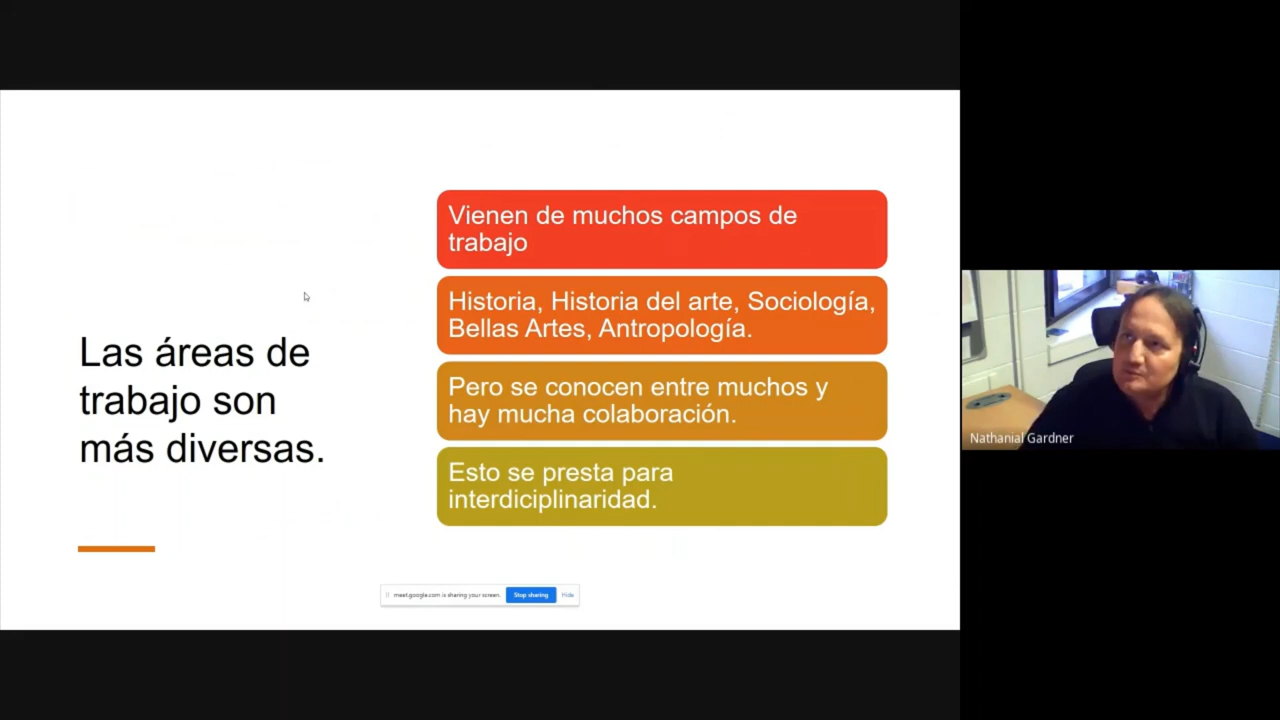 Las áreas de
trabajo son
más diversas.
Vienen de muchos campos de
trabajo
Historia, Historia del arte, Sociología,
Bellas Artes, Antropología.
Pero se conocen entre muchos y
hay mucha colaboración.
Esto se presta para
interdiciplinaridad.
meet.google.com is sharing your screen. Stop sharing Hide
Nathanial Gardner